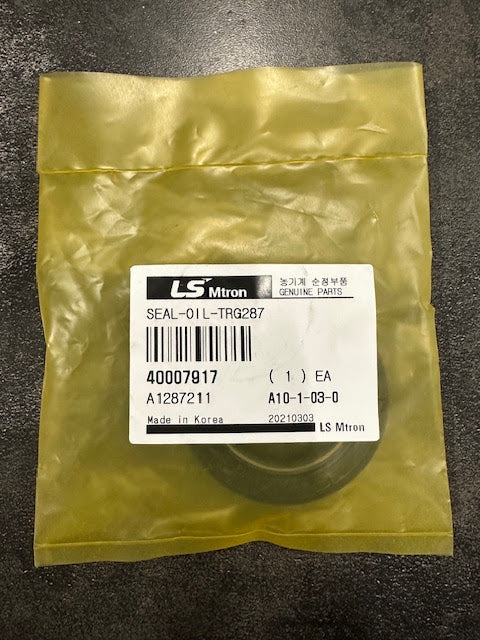 LS Mtron 농기계 순정부품
GENUINE PARTS
SEAL-OIL-TRG287
40007917 ( 1 ) EA
A1287211 A10-1-03-0
Made in Korea 20210303
LS Mtron